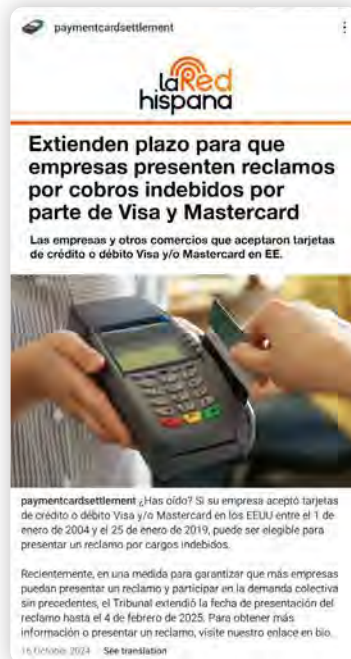 paymentcardsettlement
laRed
hispana
Extienden plazo para que
empresas presenten reclamos
por cobros indebidos por
parte de Visa y Mastercard
Las empresas y otros comercios que aceptaron tarjetas
de crédito o débito Visa y/o Mastercard en EE.
paymentcardsettlement ¿Has oído? Si su empresa aceptó tarjetas
de crédito o débito Visa y/o Mastercard en los EEUU entre el 1 de
enero de 2004 y el 25 de enero de 2019, puede ser elegible para
presentar un reclamo por cargos indebidos.
Recientemente, en una medida para garantizar que más empresas
puedan presentar un reclamo y participar en la demanda colectiva
sin precedentes, el Tribunal extendió la fecha de presentación del
reclamo hasta el 4 de febrero de 2025. Para obtener más
información o presentar un reclamo, visite nuestro enlace en bio.
16 October 2024 See translation